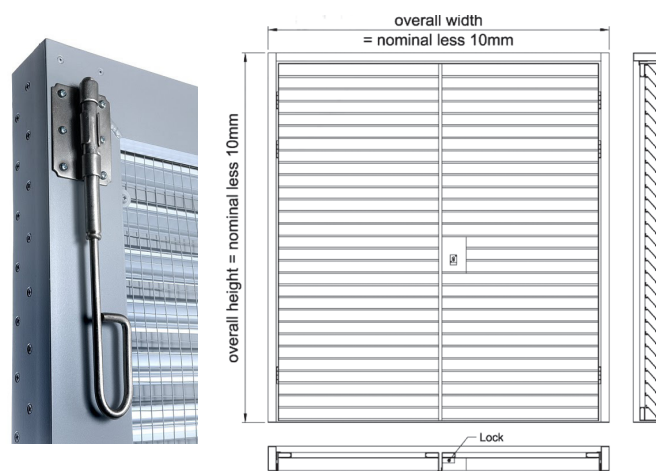 overall width
= nominal less 10mm
overall height = nominal less 10mm
Lock